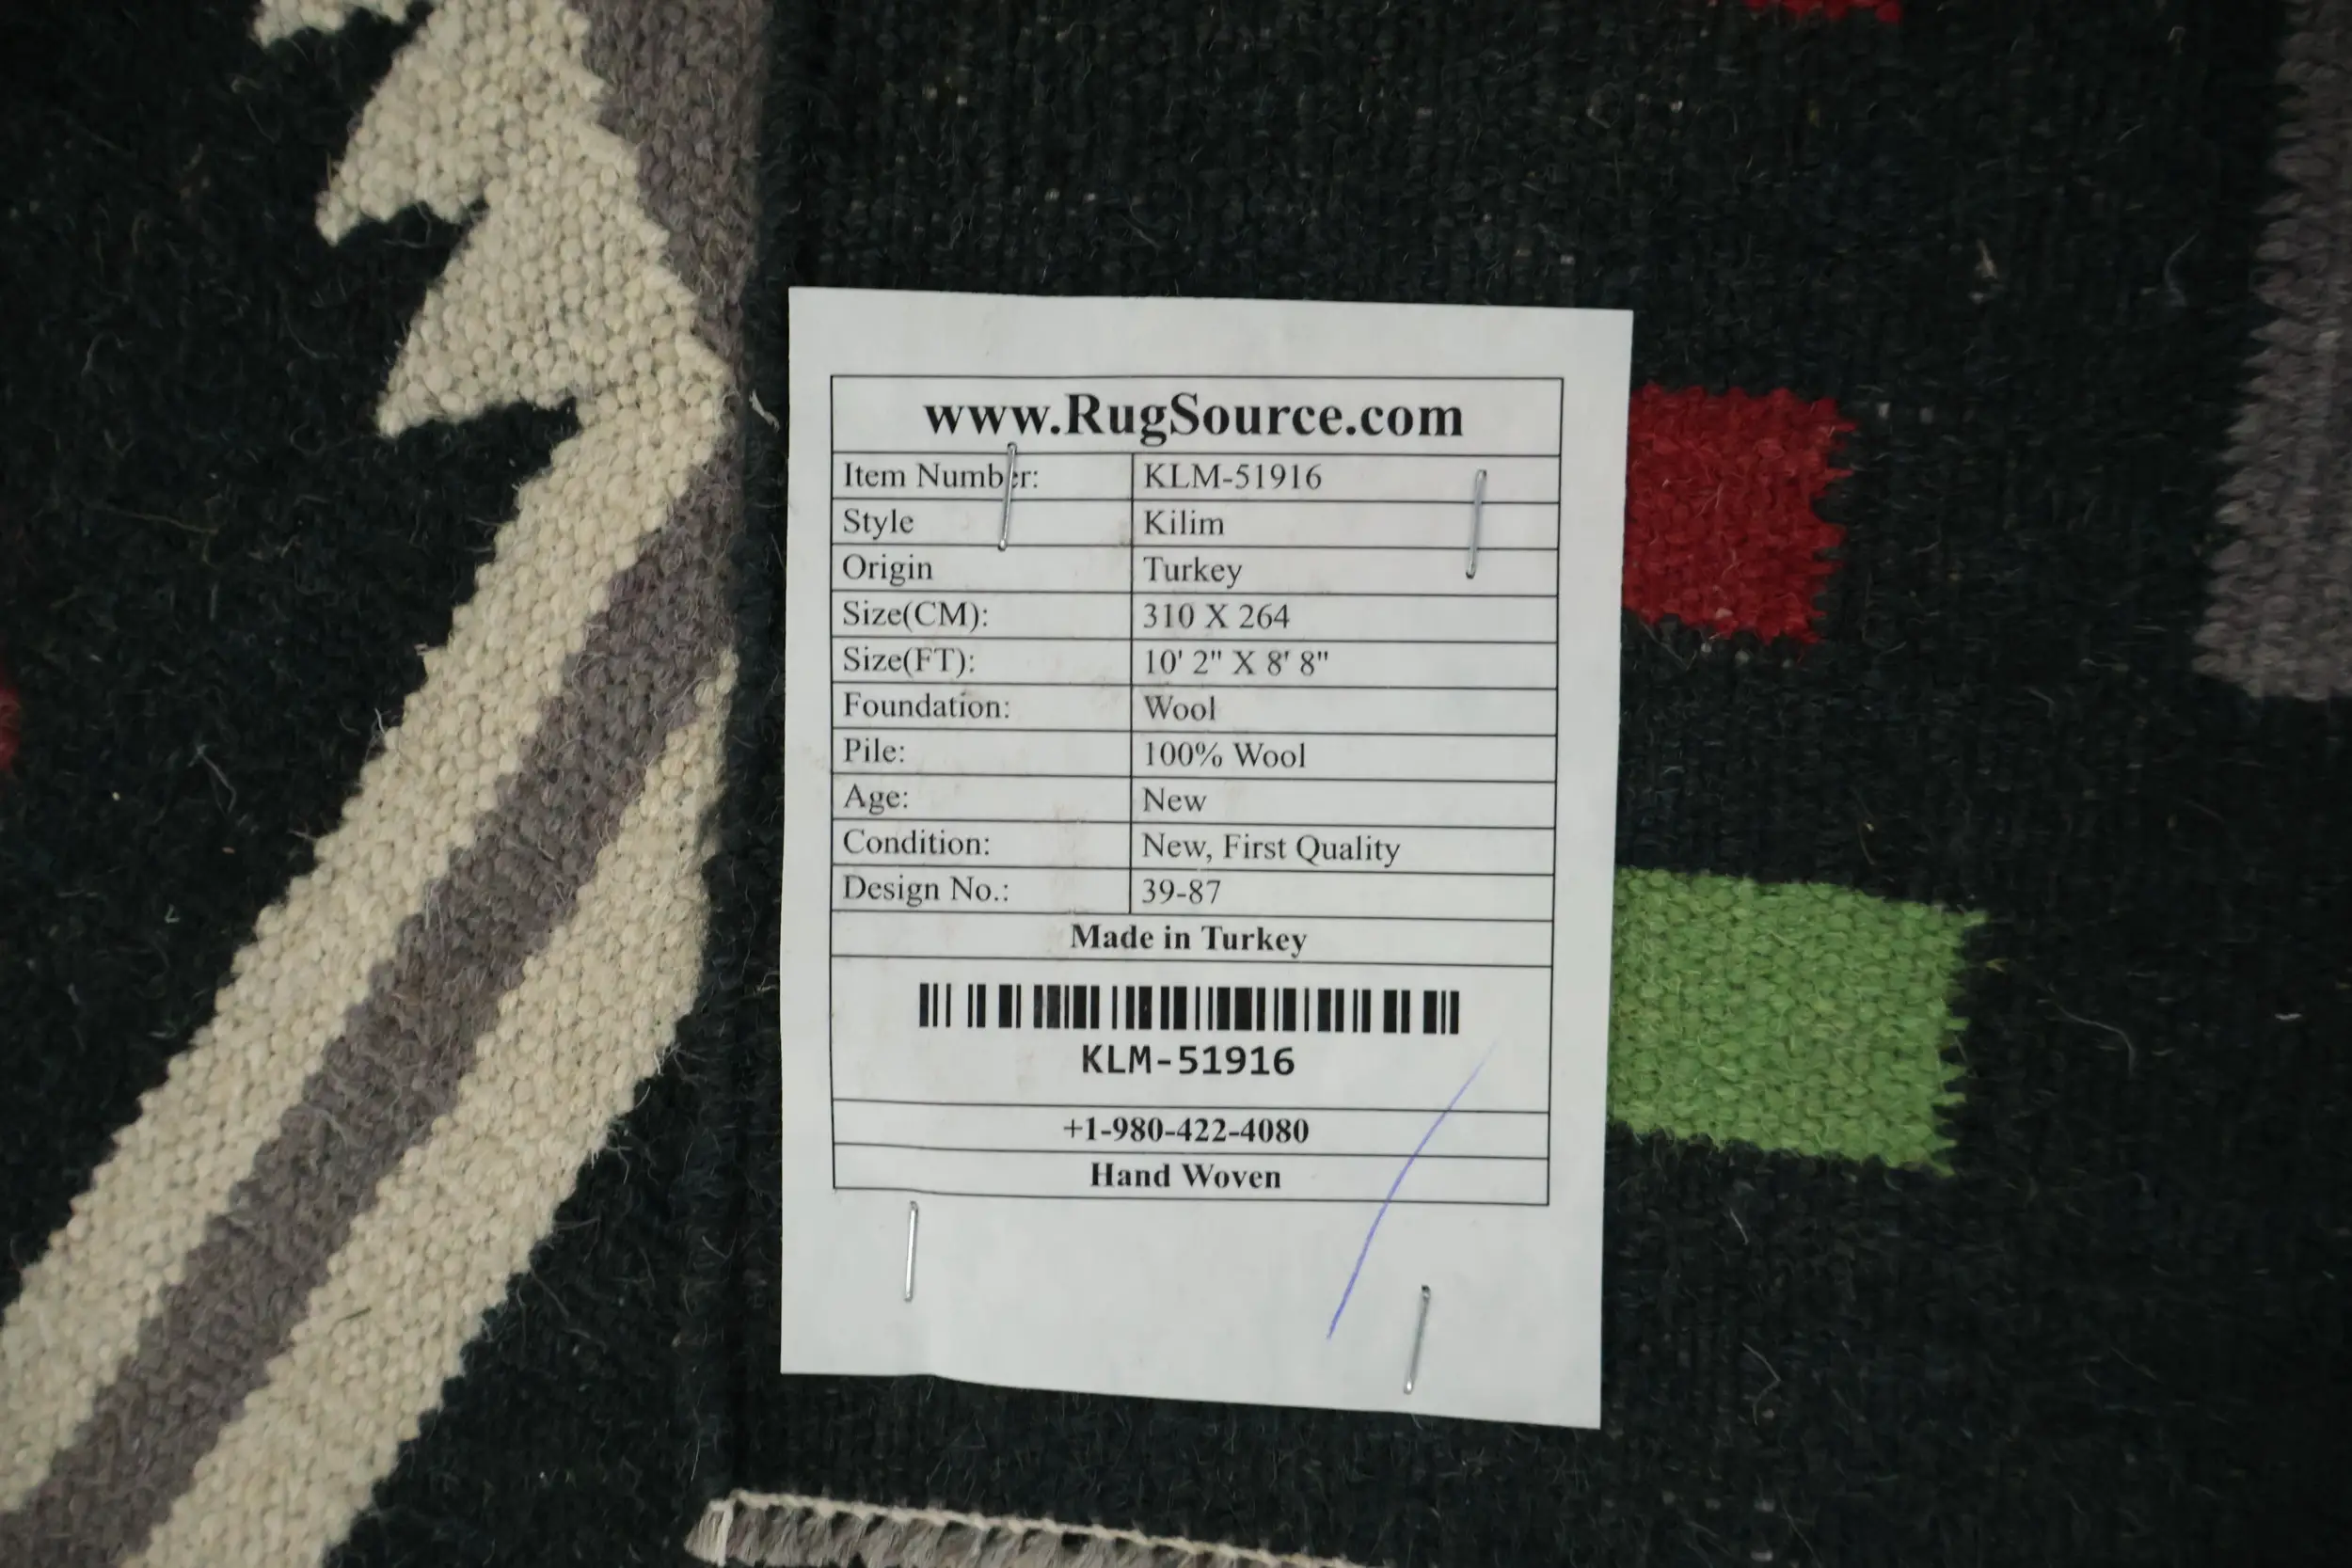 www.RugSource.com
Item Number: KLM-51916
Style Kilim
Origin Turkey
Size(CM): 310 X 264
Size(FT): 10' 2" X 8' 8"
Foundation: Wool
Pile: 100% Wool
Age: New
Condition: New, First Quality
Design No.: 39-87
Made in Turkey
KLM-51916
+1-980-422-4080
Hand Woven